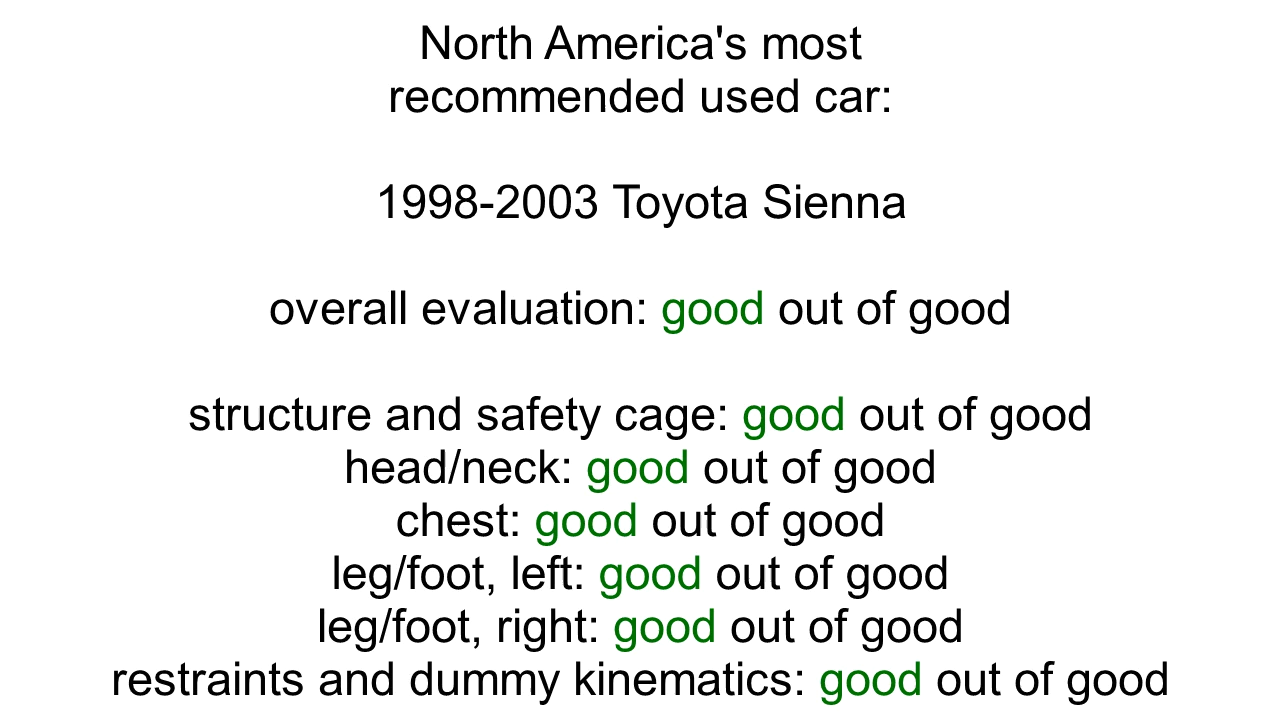 North America's most
recommended used car:
1998-2003 Toyota Sienna
overall evaluation: good out of good
structure and safety cage: good out of good
head/neck: good out of good
chest: good out of good
leg/foot, left: good out of good
leg/foot, right: good out of good
restraints and dummy kinematics: good out of good